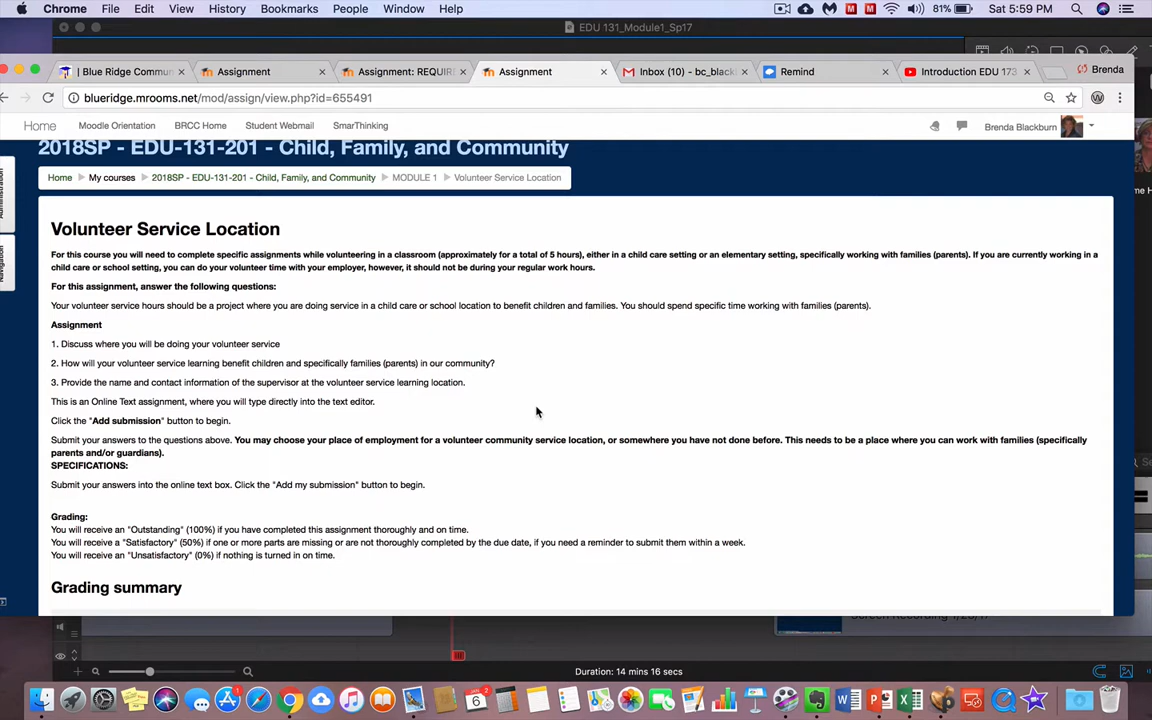 Chrome File Edit View History Bookmarks People Window Help 81% Sat 5:59 PM
EDU 131_Module1_Sp17
| Blue Ridge Commun Assignment Assignment: REQUIRE Assignment Inbox (10) - bc_blackl Remind Introduction EDU 173 Brenda
blueridge.mrooms.net/mod/assign/view.php?id=655491
Home Moodle Orientation BRCC Home Student Webmail SmarThinking Brenda Blackburn
2018SP - EDU-131-201 - Child, Family, and Community
Home My courses 2018SP - EDU-131-201 - Child, Family, and Community MODULE 1 Volunteer Service Location
Administration
Navigation
Volunteer Service Location
For this course you will need to complete specific assignments while volunteering in a classroom (approximately for a total of 5 hours), either in a child care setting or an elementary setting, specifically working with families (parents). If you are currently working in a
child care or school setting, you can do your volunteer time with your employer, however, it should not be during your regular work hours.
For this assignment, answer the following questions:
Your volunteer service hours should be a project where you are doing service in a child care or school location to benefit children and families. You should spend specific time working with families (parents).
Assignment
1. Discuss where you will be doing your volunteer service
2. How will your volunteer service learning benefit children and specifically families (parents) in our community?
3. Provide the name and contact information of the supervisor at the volunteer service learning location.
This is an Online Text assignment, where you will type directly into the text editor.
Click the "Add submission" button to begin.
Submit your answers to the questions above. You may choose your place of employment for a volunteer community service location, or somewhere you have not done before. This needs to be a place where you can work with families (specifically
parents and/or guardians).
SPECIFICATIONS:
Submit your answers into the online text box. Click the "Add my submission" button to begin.
Grading:
You will receive an "Outstanding" (100%) if you have completed this assignment thoroughly and on time.
You will receive a "Satisfactory" (50%) if one or more parts are missing or are not thoroughly completed by the due date, if you need a reminder to submit them within a week.
You will receive an "Unsatisfactory" (0%) if nothing is turned in on time.
Grading summary
Duration: 14 mins 16 secs